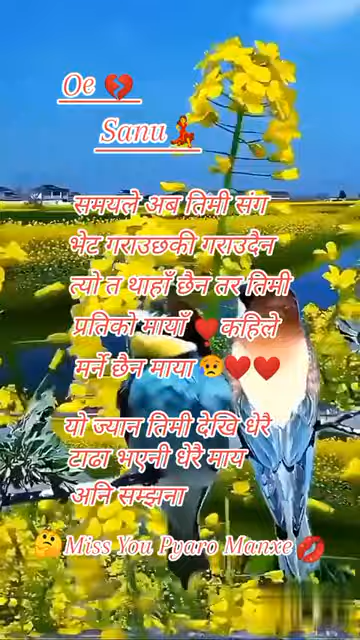 Oe 💔
Sanu💃
समयले अब तिमी संग
भेट गराउछकी गराउदैन
त्यो त थाहाँ छैन तर तिमी
प्रतिको मायाँ ❤️कहिले
मर्ने छैन माया 😥❤️❤️
यो ज्यान तिमी देखि धेरै
टाढा भएनी धेरै माय
अनि सम्झना
🤔Miss You Pyaro Manxe💋